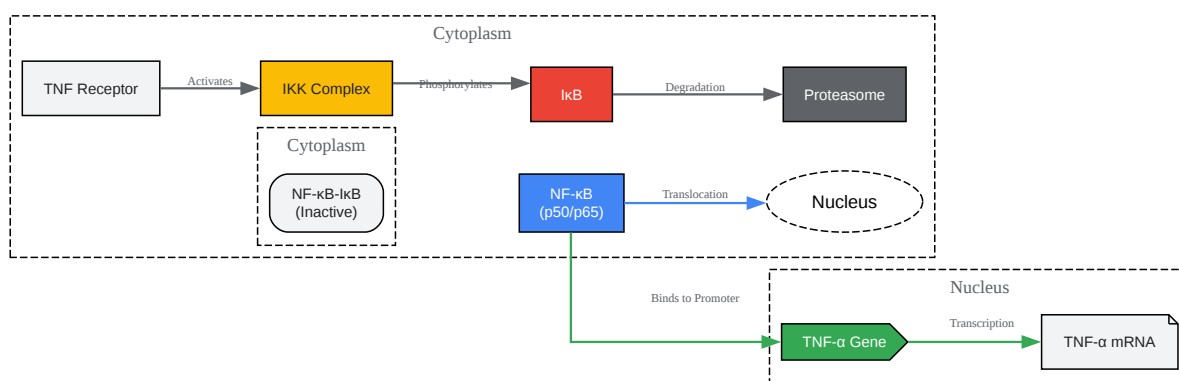 Cytoplasm
TNF Receptor
Activates
IKK Complex
Phosphorylates
IκB
Degradation
Proteasome
Cytoplasm
NF-κB-IκB
(Inactive)
NF-κB
(p50/p65)
Translocation
Nucleus
Nucleus
Binds to Promoter
TNF-α Gene
Transcription
TNF-α mRNA